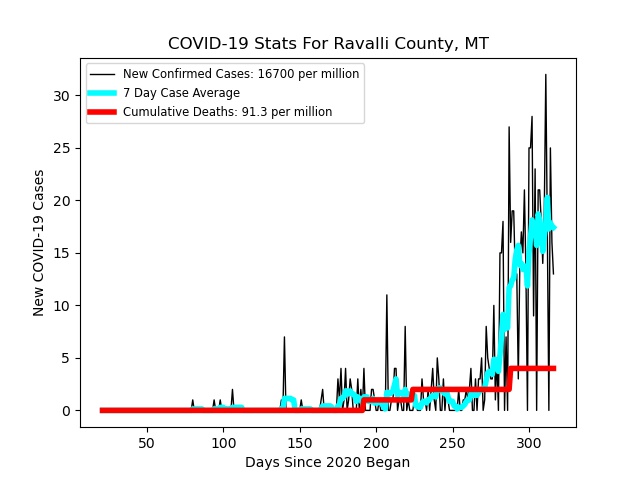 COVID-19 Stats For Ravalli County, MT
New Confirmed Cases: 16700 per million
7 Day Case Average
Cumulative Deaths: 91.3 per million
New COVID-19 Cases
30
25
20
15
10
5
0
50 100 150 200 250 300
Days Since 2020 Began